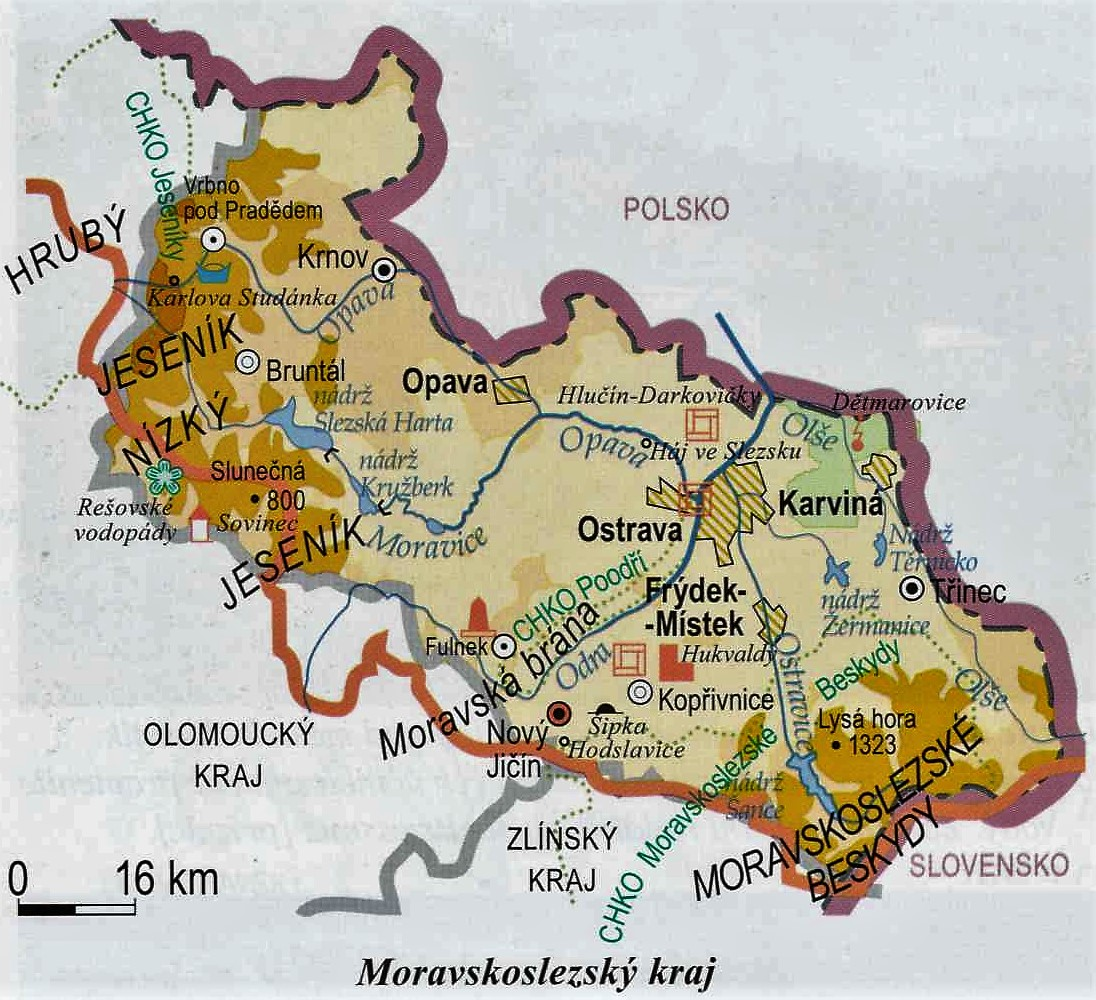 CHKO Jeseníky
Vrbno
pod Pradědem
POLSKO
HRUBÝ
JESENÍK
Krnov
Karlova Studánka
Opava
Bruntál
Opava
nádrž
Slezská Harta
Hlučín-Darkovičky
Dětmarovice
NÍZKÝ
JESENÍK
Opava
Háj ve Slezsku
Olše
nádrž
Kružberk
Slunečná
800
Karviná
Rešovské
vodopády
Sovinec
Ostrava
Moravice
Nádrž
Těrlicko
CHKO Poodří
Frýdek-
-Místek
Třinec
nádrž
Žermanice
Fulnek
Moravská brána
Odra
Hukvaldy
Ostravice
Beskydy
Olše
Kopřivnice
OLOMOUCKÝ
KRAJ
Nový
Jičín
Šipka
Hodslavice
Lysá hora
1323
CHKO Moravskoslezské
nádrž
Šance
MORAVSKOSLEZSKÉ
BESKYDY
ZLÍNSKÝ
KRAJ
SLOVENSKO
0 16 km
Moravskoslezský kraj